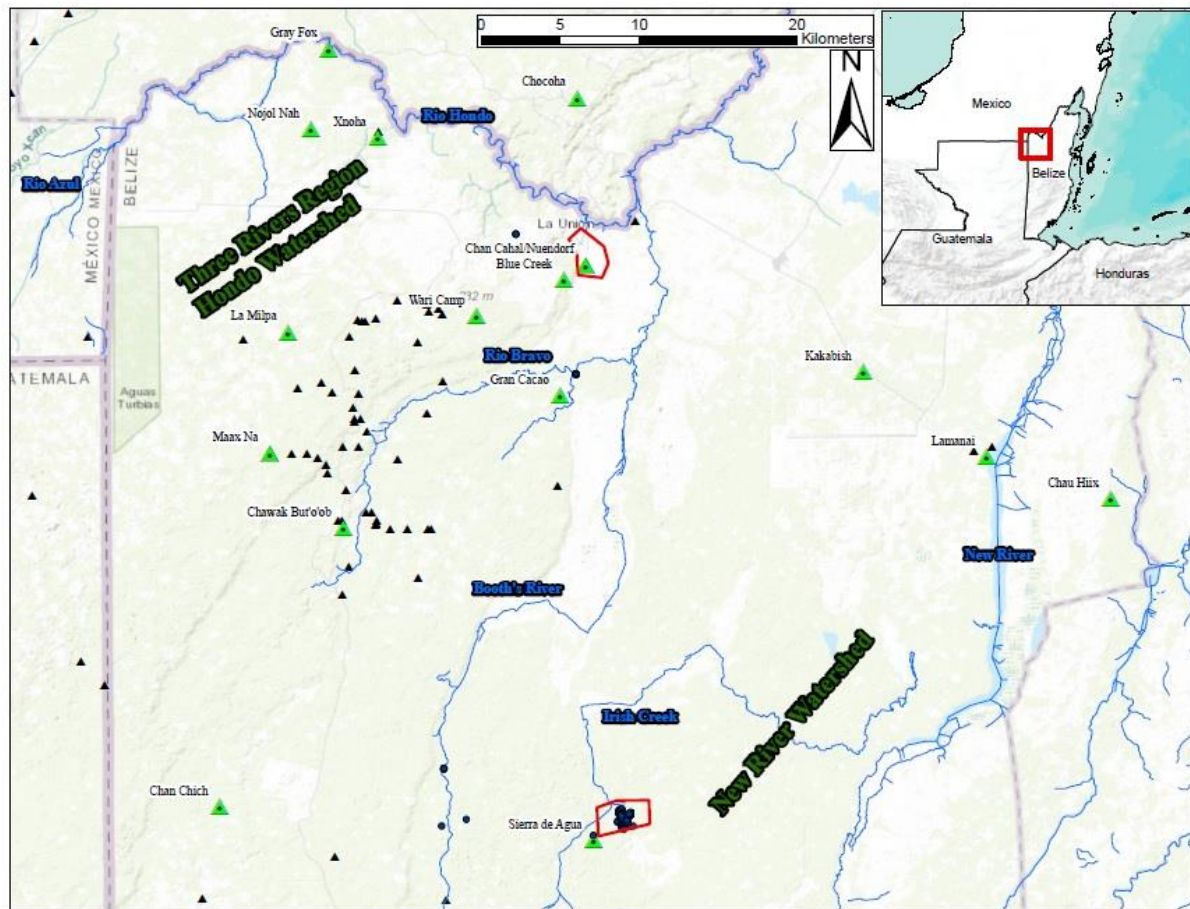 0 5 10 20
Kilometers
N
Gray Fox
Chocoha
Nojol Nah
Xnoha
Rio Hondo
Rio Azul
MÉXICO MÉXICO
BELIZE
Three Rivers Region
Hondo Watershed
La Union
Chan Cahal/Nuendorf
Blue Creek
Wari Camp
232 m
La Milpa
Rio Bravo
Gran Cacao
Kakabish
ATEMALA
Aguas
Turbias
Maax Na
Lamanai
Chau Hiix
Chawak But'o'ob
New River
Booth's River
Irish Creek
New River Watershed
Chan Chich
Sierra de Agua
Mexico
Belize
Guatemala
Honduras